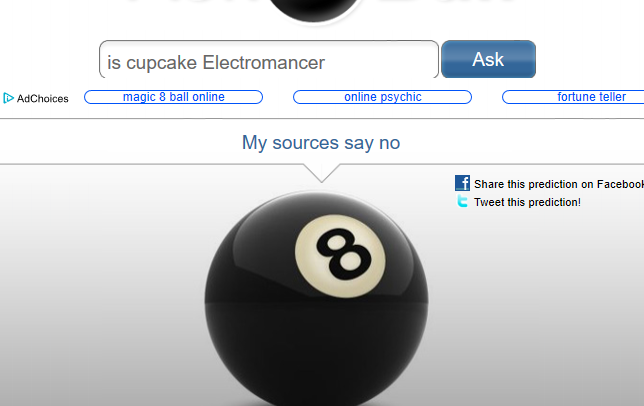 is cupcake Electromancer
Ask
AdChoices
magic 8 ball online
online psychic
fortune teller
My sources say no
Share this prediction on Facebook
Tweet this prediction!
8